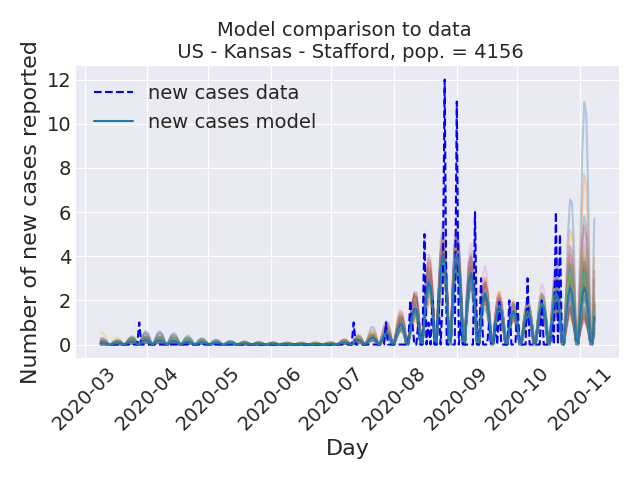 Model comparison to data
US - Kansas - Stafford, pop. = 4156
Number of new cases reported
12
10
8
6
4
2
0
new cases data
new cases model
2020-03
2020-04
2020-05
2020-06
2020-07
2020-08
2020-09
2020-10
2020-11
Day